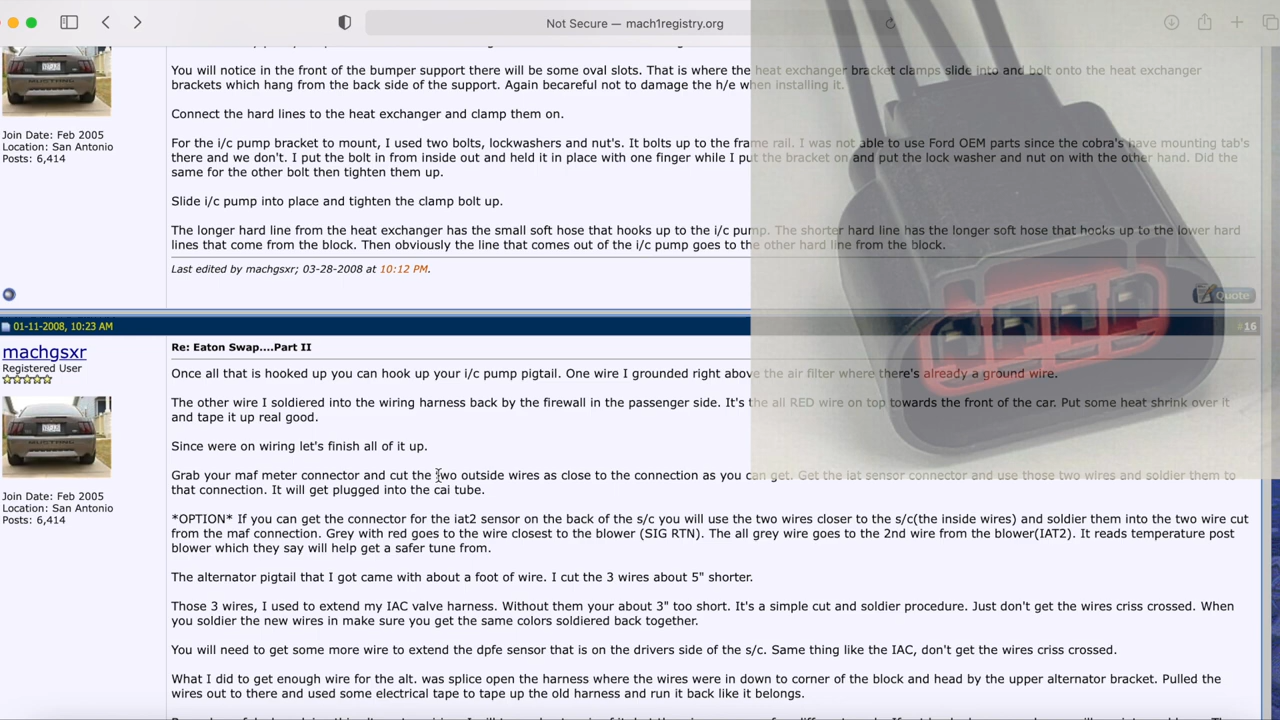 Not Secure — mach1registry.org
Join Date: Feb 2005
Location: San Antonio
Posts: 6,414
You will notice in the front of the bumper support there will be some oval slots. That is where the heat exchanger bracket clamps slide into and bolt onto the heat exchanger
brackets which hang from the back side of the support. Again becareful not to damage the h/e when installing it.
Connect the hard lines to the heat exchanger and clamp them on.
For the i/c pump bracket to mount, I used two bolts, lockwashers and nut's. It bolts up to the frame rail. I was not able to use Ford OEM parts since the cobra's have mounting tab's
there and we don't. I put the bolt in from inside out and held it in place with one finger while I put the bracket on and put the lock washer and nut on with the other hand. Did the
same for the other bolt then tighten them up.
Slide i/c pump into place and tighten the clamp bolt up.
The longer hard line from the heat exchanger has the small soft hose that hooks up to the i/c pump. The shorter hard line has the longer soft hose that hooks up to the lower hard
lines that come from the block. Then obviously the line that comes out of the i/c pump goes to the other hard line from the block.
Last edited by machgsxr; 03-28-2008 at 10:12 PM.
Quote
01-11-2008, 10:23 AM
#16
machgsxr
Registered User
Join Date: Feb 2005
Location: San Antonio
Posts: 6,414
Re: Eaton Swap....Part II
Once all that is hooked up you can hook up your i/c pump pigtail. One wire I grounded right above the air filter where there's already a ground wire.
The other wire I soldiered into the wiring harness back by the firewall in the passenger side. It's the all RED wire on top towards the front of the car. Put some heat shrink over it
and tape it up real good.
Since were on wiring let's finish all of it up.
Grab your maf meter connector and cut the two outside wires as close to the connection as you can get. Get the iat sensor connector and use those two wires and soldier them to
that connection. It will get plugged into the cai tube.
*OPTION* If you can get the connector for the iat2 sensor on the back of the s/c you will use the two wires closer to the s/c(the inside wires) and soldier them into the two wire cut
from the maf connection. Grey with red goes to the wire closest to the blower (SIG RTN). The all grey wire goes to the 2nd wire from the blower(IAT2). It reads temperature post
blower which they say will help get a safer tune from.
The alternator pigtail that I got came with about a foot of wire. I cut the 3 wires about 5" shorter.
Those 3 wires, I used to extend my IAC valve harness. Without them your about 3" too short. It's a simple cut and soldier procedure. Just don't get the wires criss crossed. When
you soldier the new wires in make sure you get the same colors soldiered back together.
You will need to get some more wire to extend the dpfe sensor that is on the drivers side of the s/c. Same thing like the IAC, don't get the wires criss crossed.
What I did to get enough wire for the alt. was splice open the harness where the wires were in down to corner of the block and head by the upper alternator bracket. Pulled the
wires out to there and used some electrical tape to tape up the old harness and run it back like it belongs.